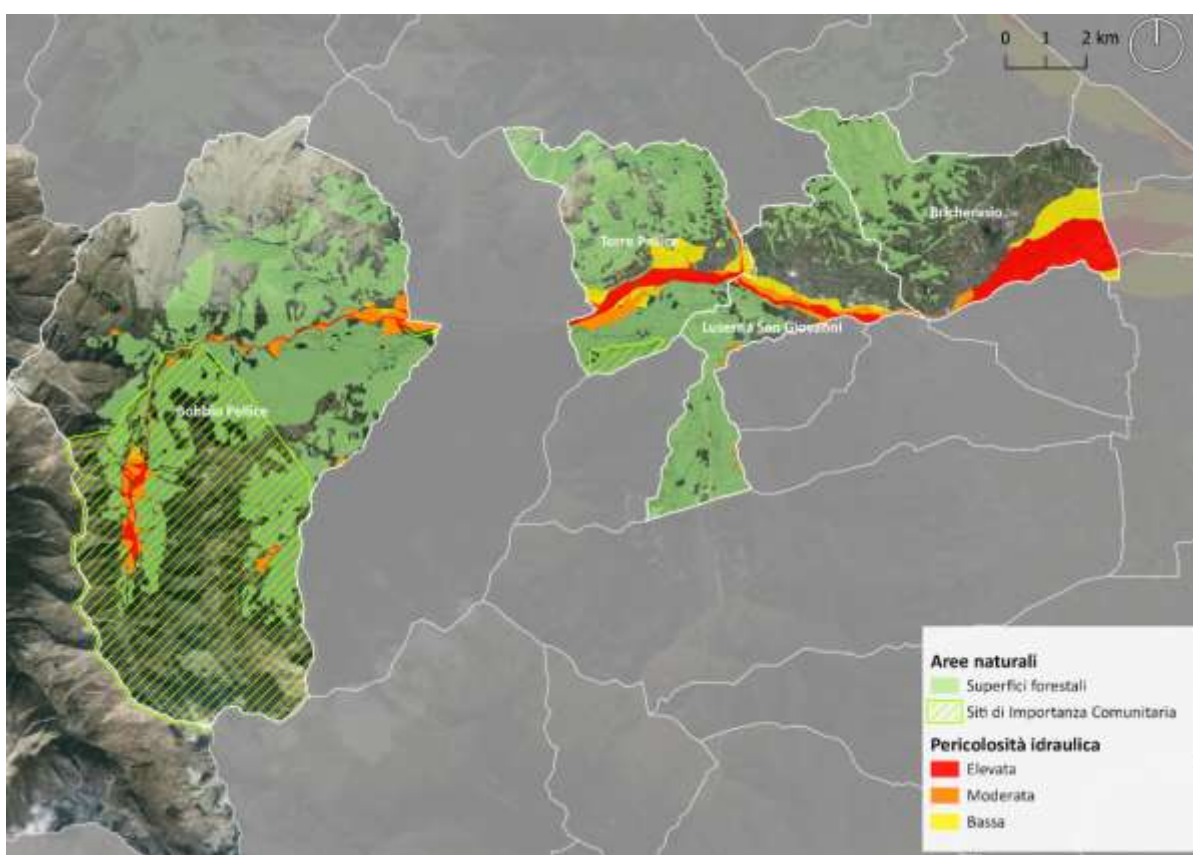 0 1 2 km
Bricherasio
Torre Pellice
Luserna San Giovanni
Bobbio Pellice
Aree naturali
Superfici forestali
Siti di Importanza Comunitaria
Pericolosità idraulica
Elevata
Moderata
Bassa